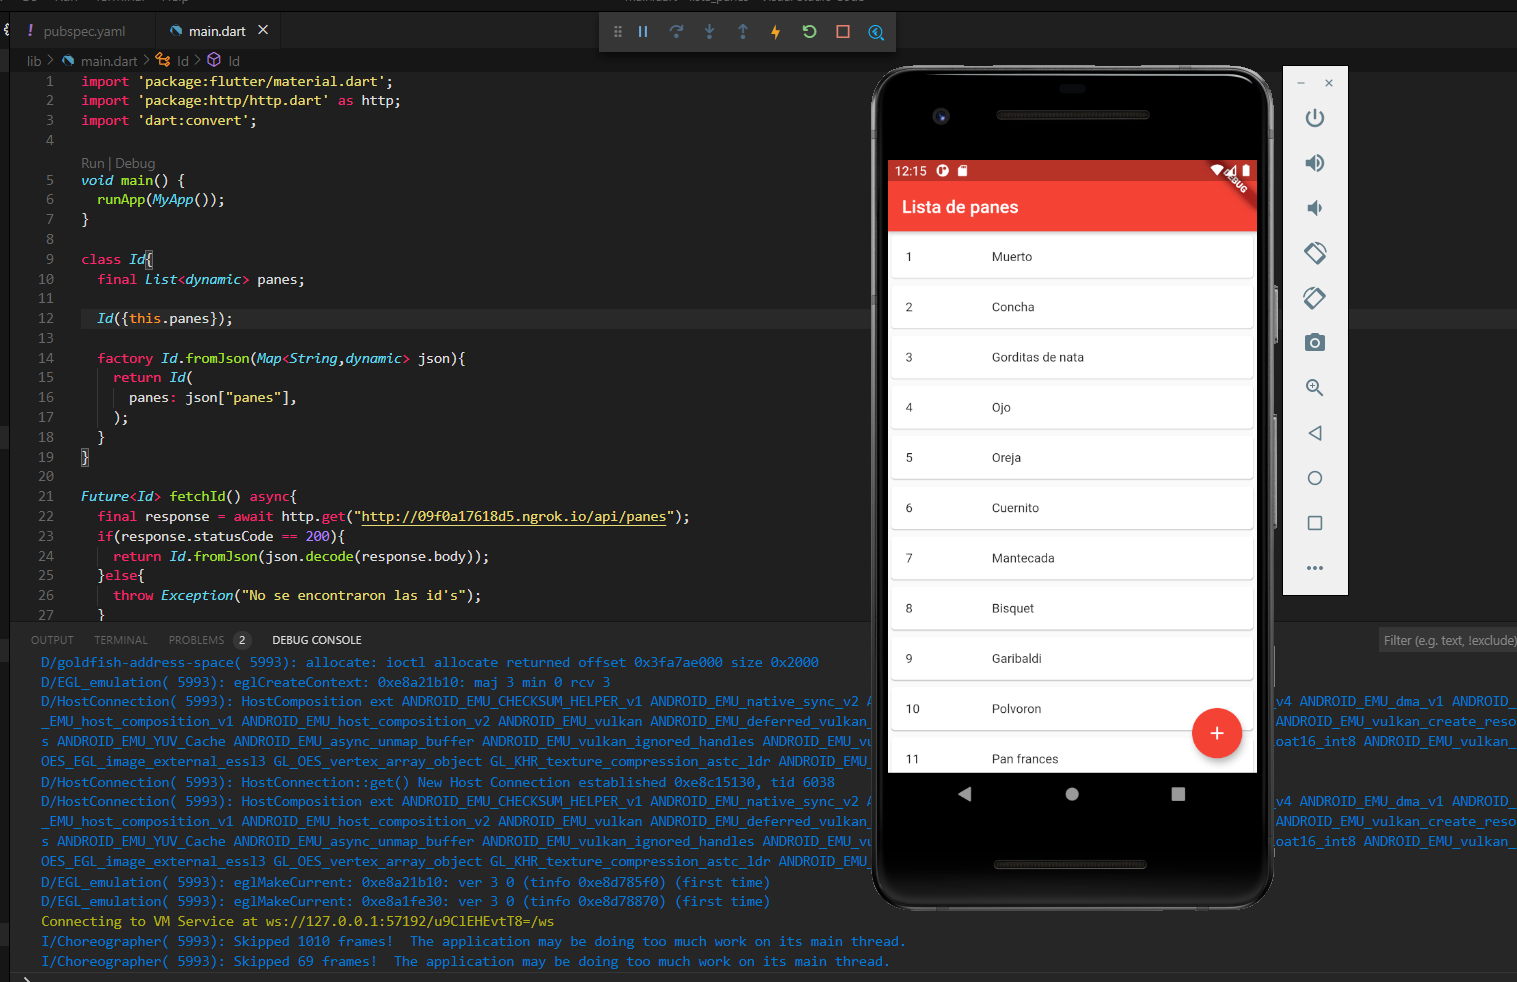 pubspec.yaml
main.dart
lib > main.dart > Id > Id
1 import 'package:flutter/material.dart';
2 import 'package:http/http.dart' as http;
3 import 'dart:convert';
4
Run | Debug
5 void main() {
6 runApp(MyApp());
7 }
8
9 class Id{
10 final List<dynamic> panes;
11
12 Id({this.panes});
13
14 factory Id.fromJson(Map<String,dynamic> json){
15 return Id(
16 panes: json["panes"],
17 );
18 }
19 }
20
21 Future<Id> fetchId() async{
22 final response = await http.get("http://09f0a17618d5.ngrok.io/api/panes");
23 if(response.statusCode == 200){
24 return Id.fromJson(json.decode(response.body));
25 }else{
26 throw Exception("No se encontraron las id's");
27 }
12:15
DEBUG
Lista de panes
1 Muerto
2 Concha
3 Gorditas de nata
4 Ojo
5 Oreja
6 Cuernito
7 Mantecada
8 Bisquet
9 Garibaldi
10 Polvoron
11 Pan frances
+
OUTPUT TERMINAL PROBLEMS 2 DEBUG CONSOLE
Filter (e.g. text, !exclude)
D/goldfish-address-space( 5993): allocate: ioctl allocate returned offset 0x3fa7ae000 size 0x2000
D/EGL_emulation( 5993): eglCreateContext: 0xe8a21b10: maj 3 min 0 rcv 3
D/HostConnection( 5993): HostComposition ext ANDROID_EMU_CHECKSUM_HELPER_v1 ANDROID_EMU_native_sync_v2 v4 ANDROID_EMU_dma_v1 ANDROID_
_EMU_host_composition_v1 ANDROID_EMU_host_composition_v2 ANDROID_EMU_vulkan ANDROID_EMU_deferred_vulkan_ ANDROID_EMU_vulkan_create_reso
s ANDROID_EMU_YUV_Cache ANDROID_EMU_async_unmap_buffer ANDROID_EMU_vulkan_ignored_handles ANDROID_EMU_vu oat16_int8 ANDROID_EMU_vulkan_
OES_EGL_image_external_essl3 GL_OES_vertex_array_object GL_KHR_texture_compression_astc_ldr ANDROID_EMU_
D/HostConnection( 5993): HostConnection::get() New Host Connection established 0xe8c15130, tid 6038
D/HostConnection( 5993): HostComposition ext ANDROID_EMU_CHECKSUM_HELPER_v1 ANDROID_EMU_native_sync_v2 v4 ANDROID_EMU_dma_v1 ANDROID_
_EMU_host_composition_v1 ANDROID_EMU_host_composition_v2 ANDROID_EMU_vulkan ANDROID_EMU_deferred_vulkan_ ANDROID_EMU_vulkan_create_reso
s ANDROID_EMU_YUV_Cache ANDROID_EMU_async_unmap_buffer ANDROID_EMU_vulkan_ignored_handles ANDROID_EMU_vu oat16_int8 ANDROID_EMU_vulkan_
OES_EGL_image_external_essl3 GL_OES_vertex_array_object GL_KHR_texture_compression_astc_ldr ANDROID_EMU_
D/EGL_emulation( 5993): eglMakeCurrent: 0xe8a21b10: ver 3 0 (tinfo 0xe8d785f0) (first time)
D/EGL_emulation( 5993): eglMakeCurrent: 0xe8a1fe30: ver 3 0 (tinfo 0xe8d78870) (first time)
Connecting to VM Service at ws://127.0.0.1:57192/u9ClEHEvtT8=/ws
I/Choreographer( 5993): Skipped 1010 frames!  The application may be doing too much work on its main thread.
I/Choreographer( 5993): Skipped 69 frames!  The application may be doing too much work on its main thread.